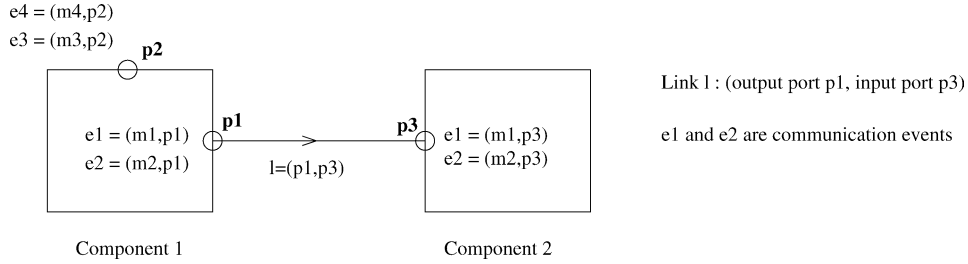 e4 = (m4,p2)
e3 = (m3,p2)
p2
Link l : (output port p1, input port p3)
p1
p3
e1 = (m1,p1)
e2 = (m2,p1)
e1 = (m1,p3)
e2 = (m2,p3)
e1 and e2 are communication events
l=(p1,p3)
Component 1
Component 2